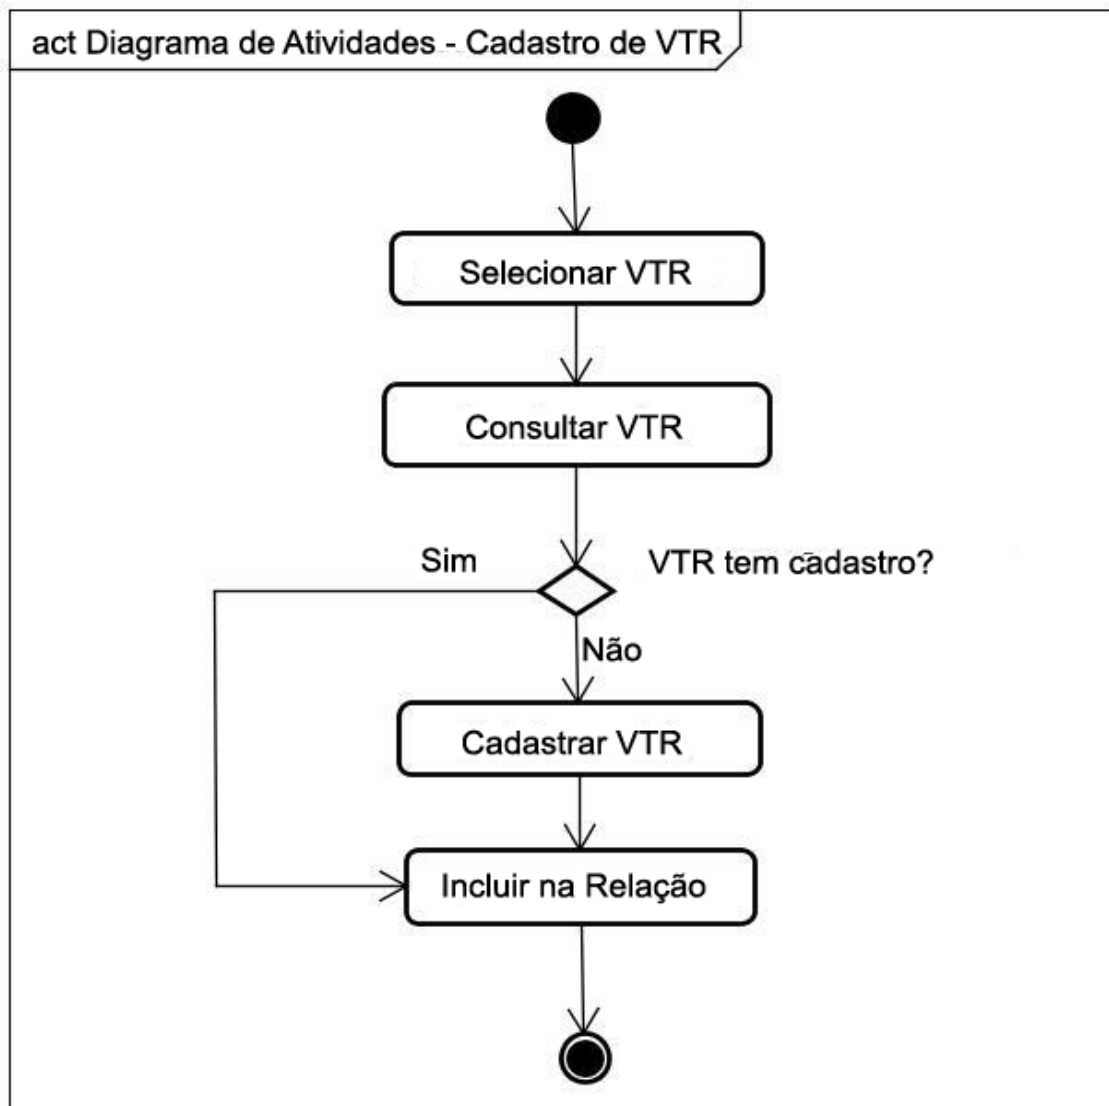 act Diagrama de Atividades - Cadastro de VTR
Selecionar VTR
Consultar VTR
Sim
VTR tem cadastro?
Não
Cadastrar VTR
Incluir na Relação